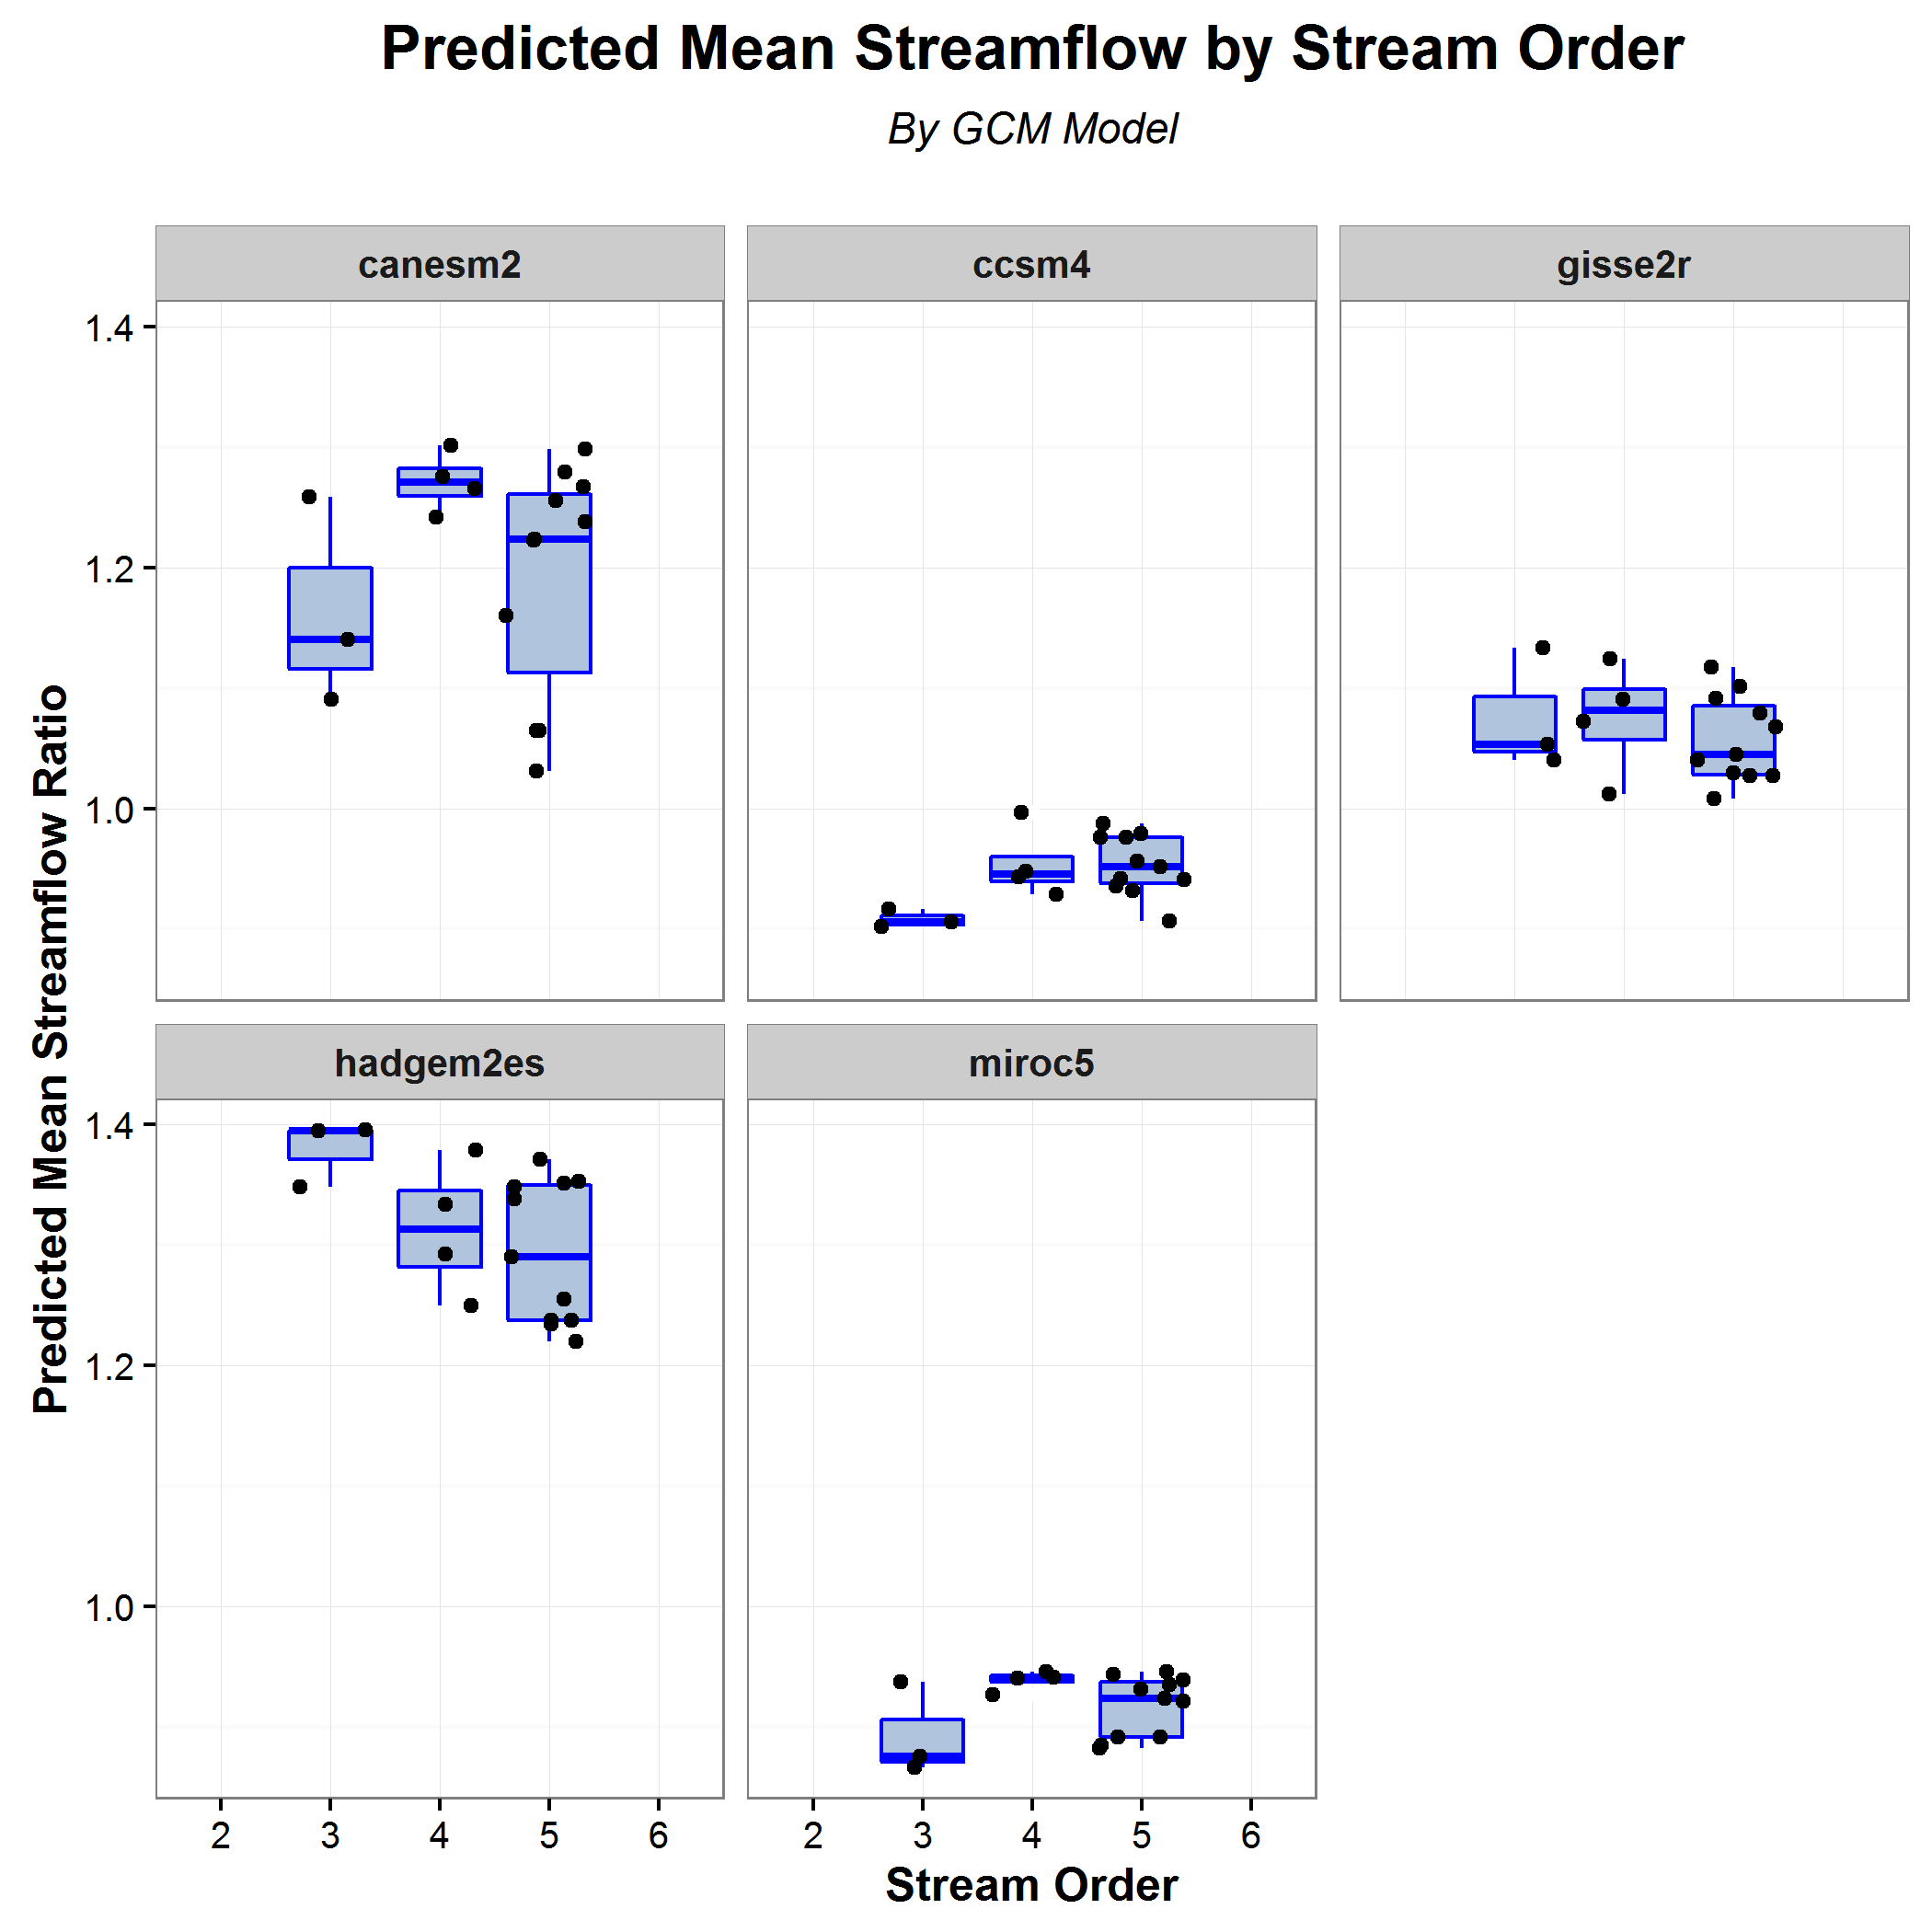 Predicted Mean Streamflow by Stream Order
By GCM Model
canesm2
ccsm4
gisse2r
1.4
1.2
1.0
Predicted Mean Streamflow Ratio
hadgem2es
miroc5
1.4
1.2
1.0
2 3 4 5 6
2 3 4 5 6
Stream Order